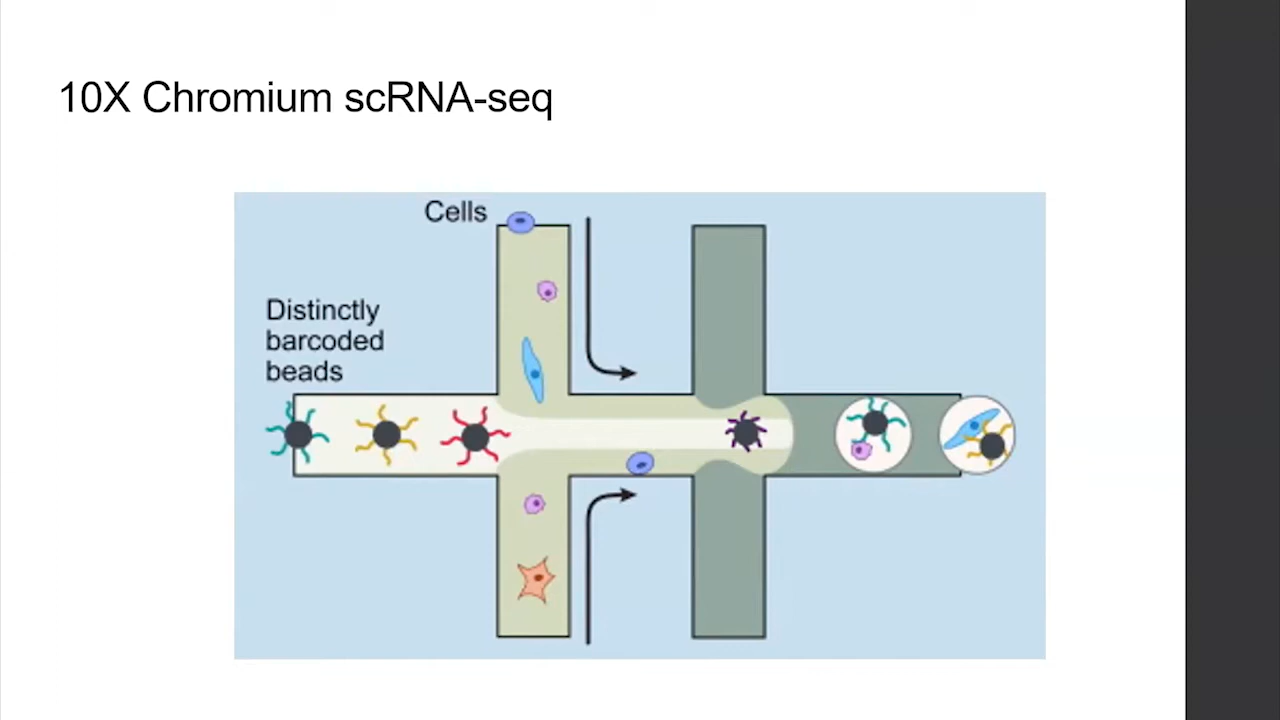 10X Chromium scRNA-seq
Cells
Distinctly
barcoded
beads